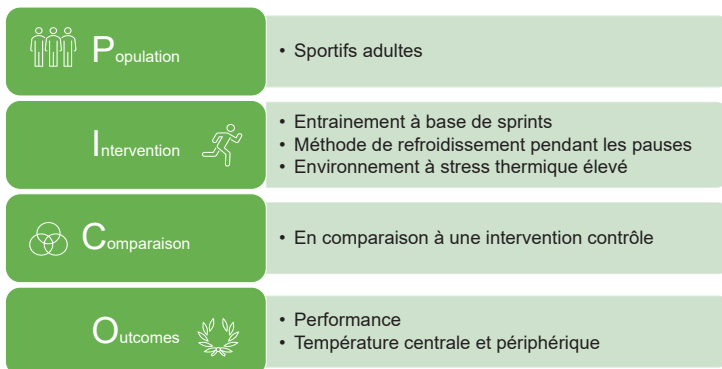 Population
• Sportifs adultes
Intervention
• Entrainement à base de sprints
• Méthode de refroidissement pendant les pauses
• Environnement à stress thermique élevé
Comparaison
• En comparaison à une intervention contrôle
Outcomes
• Performance
• Température centrale et périphérique